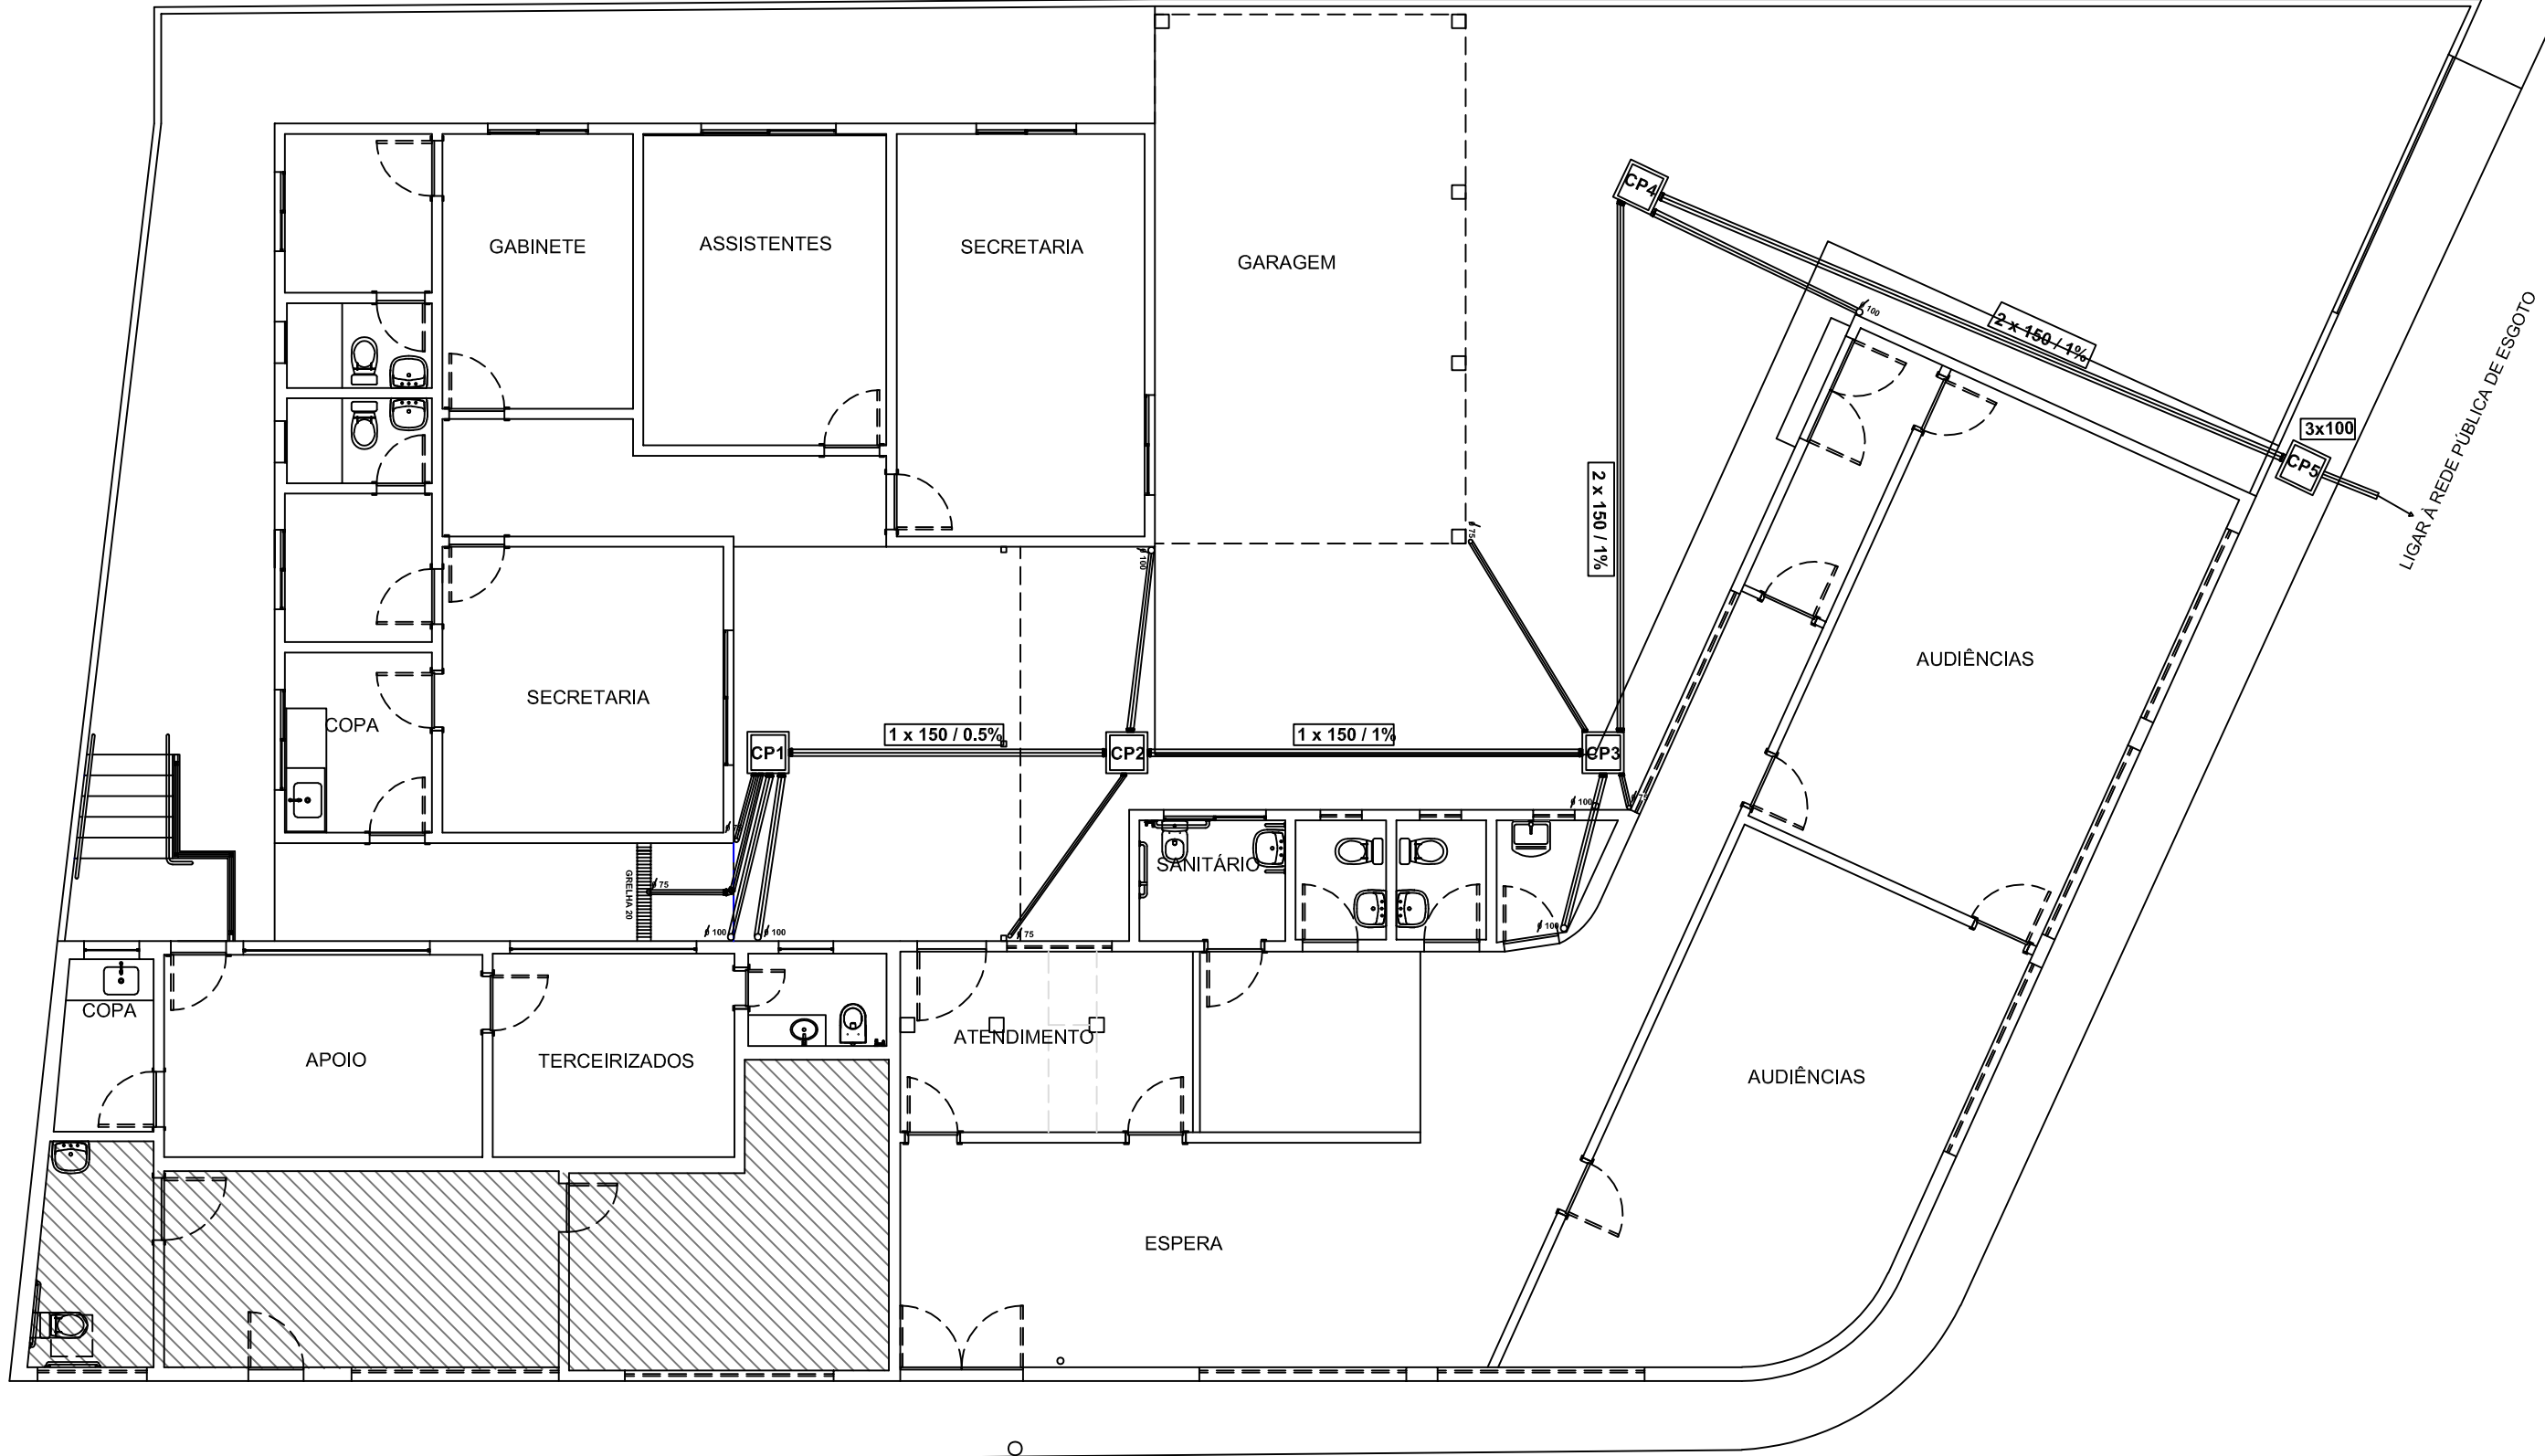 CP4
GABINETE
ASSISTENTES
SECRETARIA
GARAGEM
100
2 x 150 / 1%
LIGAR À REDE PÚBLICA DE ESGOTO
3x100
CP5
2 x 150 / 1%
75
100
AUDIÊNCIAS
SECRETARIA
COPA
1 x 150 / 0.5%
1 x 150 / 1%
CP1
CP2
CP3
100
SANITÁRIO
GRELHA 20
75
100
100
75
100
COPA
APOIO
TERCEIRIZADOS
ATENDIMENTO
AUDIÊNCIAS
ESPERA